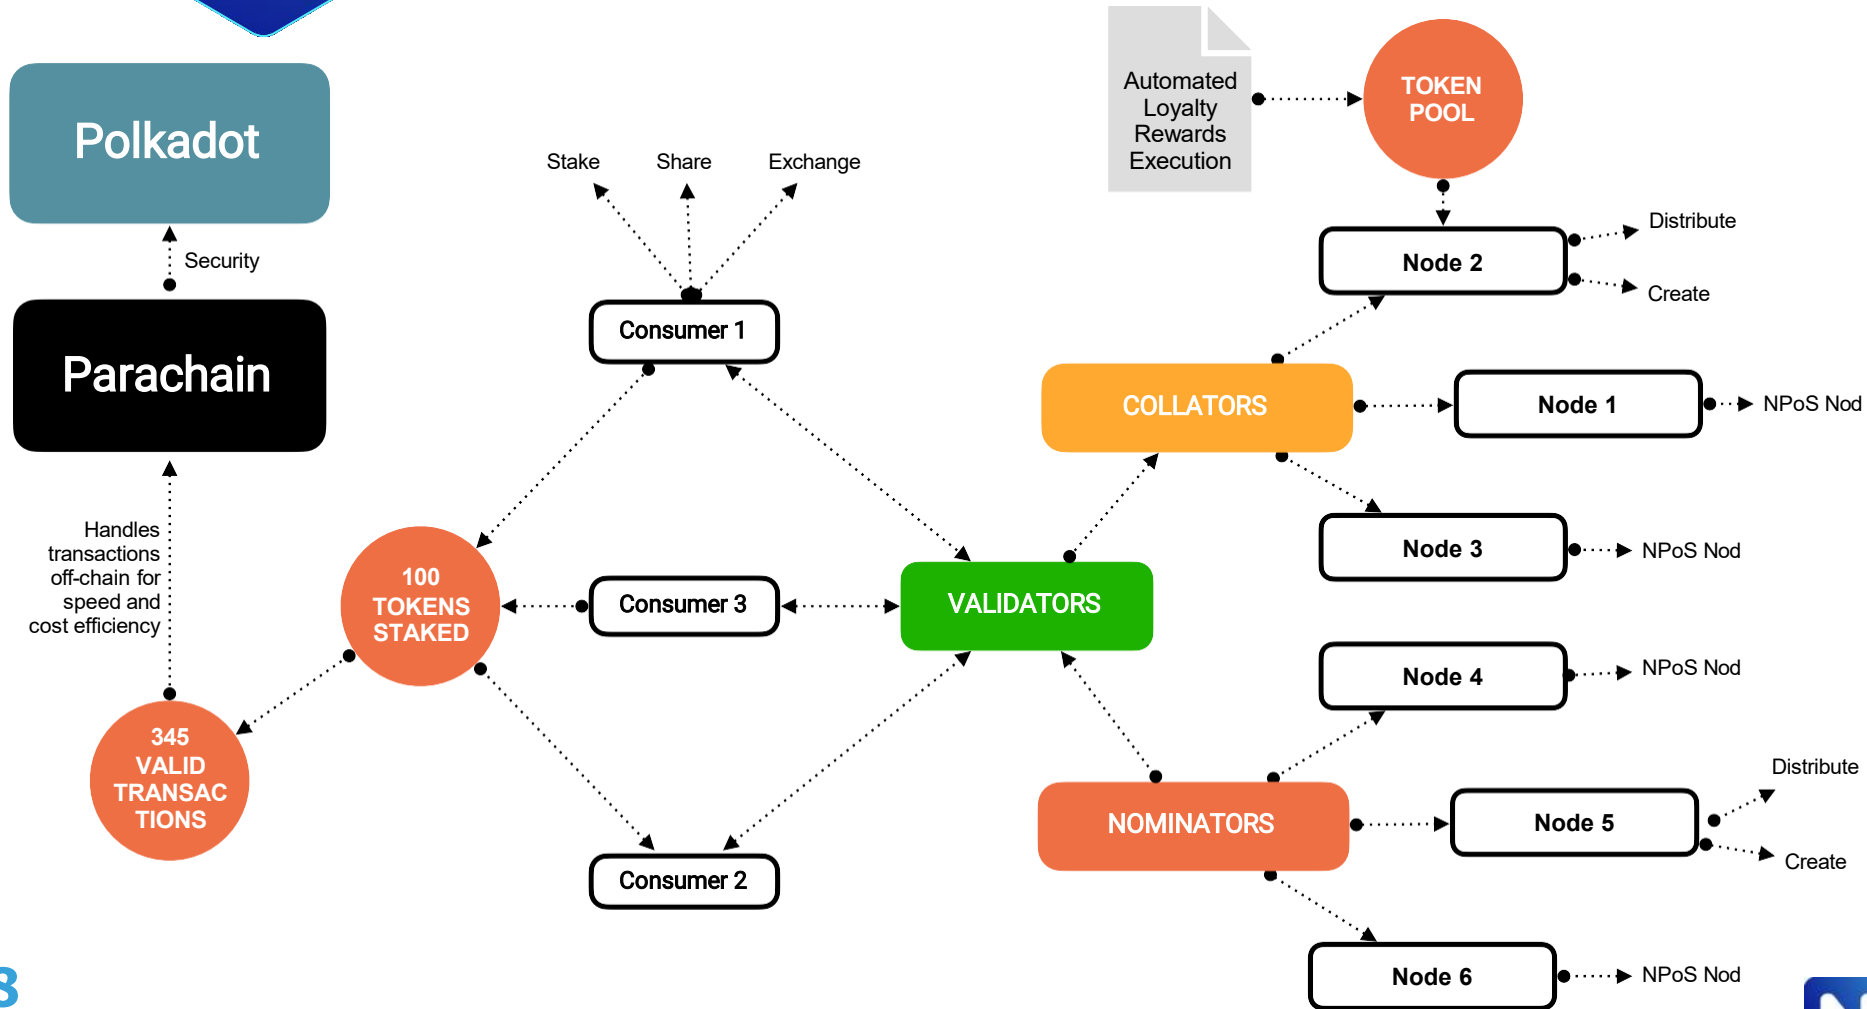 Polkadot
Security
Parachain
Handles
transactions
off-chain for
speed and
cost efficiency
345
VALID
TRANSAC
TIONS
100
TOKENS
STAKED
Stake
Share
Exchange
Consumer 1
Consumer 3
Consumer 2
VALIDATORS
Automated
Loyalty
Rewards
Execution
TOKEN
POOL
Node 2
Distribute
Create
COLLATORS
Node 1
NPoS Nod
Node 3
NPoS Nod
Node 4
NPoS Nod
NOMINATORS
Node 5
Distribute
Create
Node 6
NPoS Nod
8